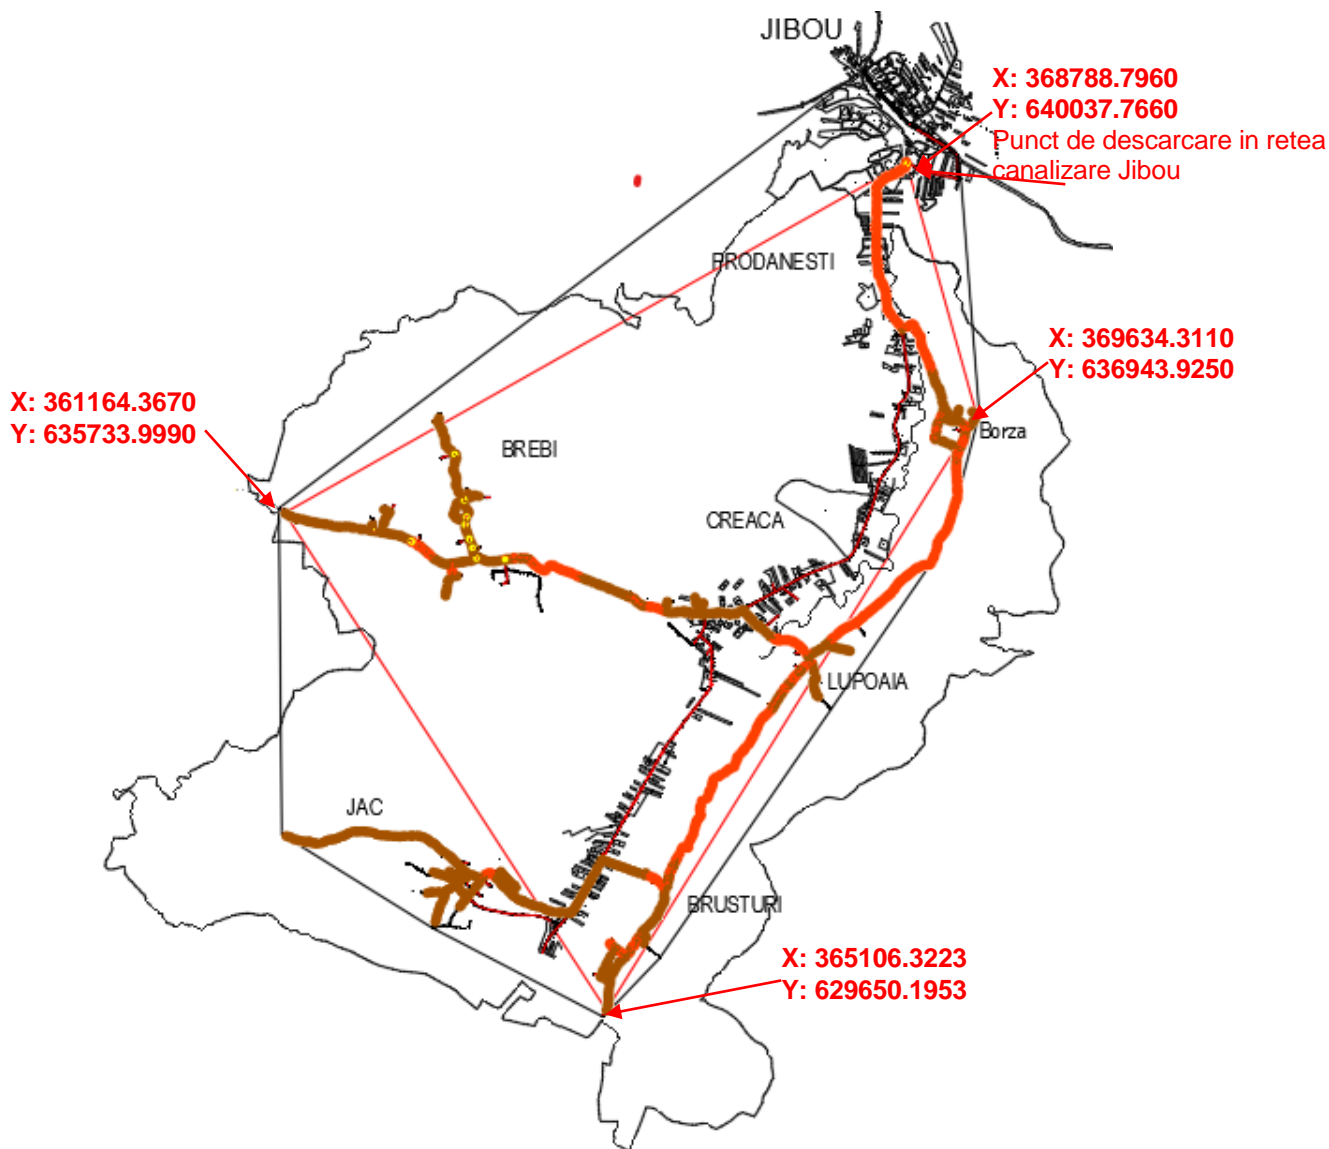 JIBOU
X: 368788.7960
Y: 640037.7660
Punct de descarcare in retea
canalizare Jibou
PRODANESTI
X: 369634.3110
Y: 636943.9250
X: 361164.3670
Y: 635733.9990
Borza
BREBI
CREACA
LUPOAIA
JAC
BRUSTURI
X: 365106.3223
Y: 629650.1953